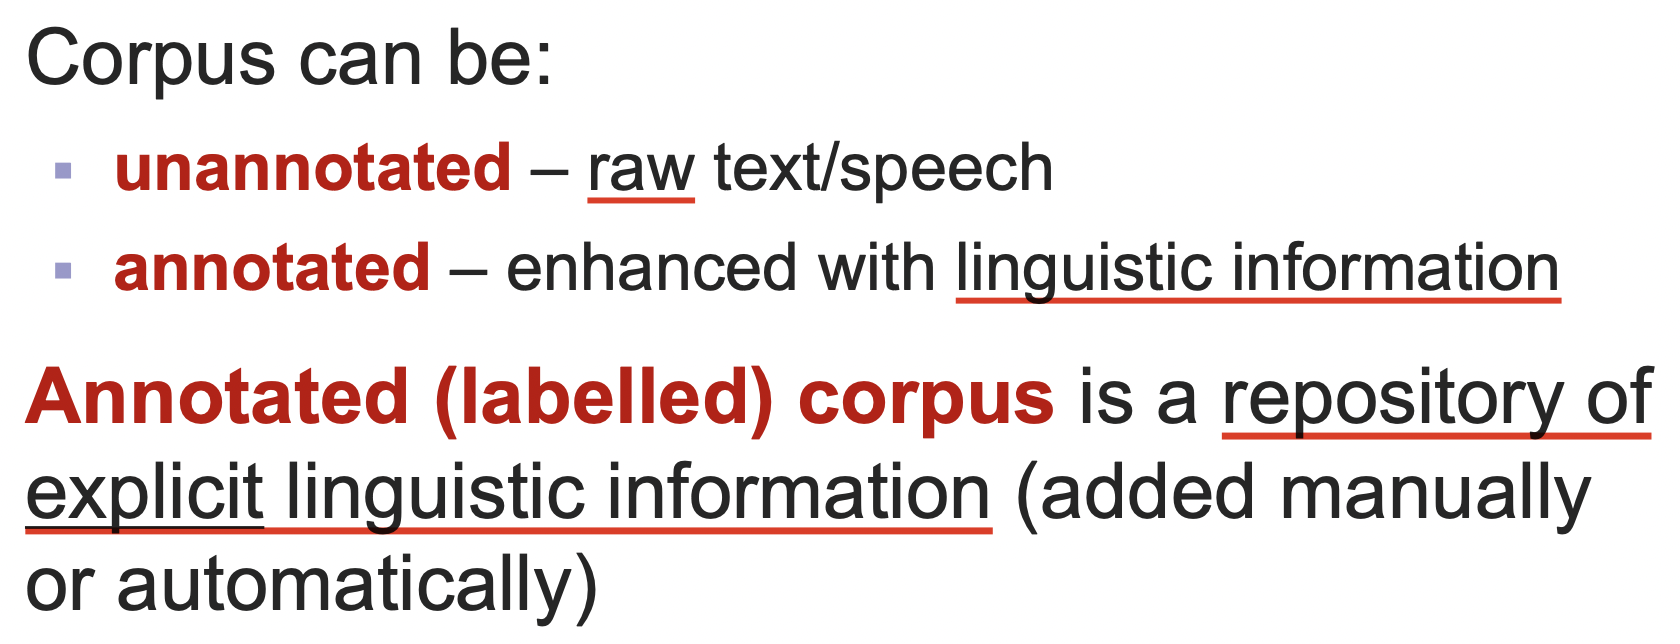 Corpus can be:
▪ unannotated – raw text/speech
▪ annotated – enhanced with linguistic information
Annotated (labelled) corpus is a repository of
explicit linguistic information (added manually
or automatically)